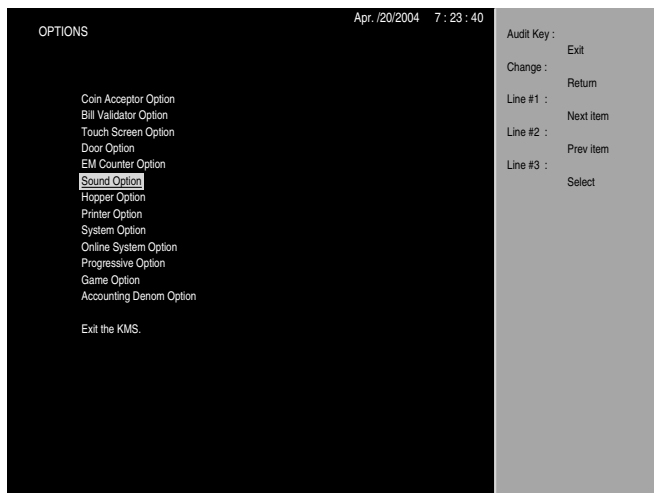 OPTIONS
Apr. /20/2004 7 : 23 : 40
Coin Acceptor Option
Bill Validator Option
Touch Screen Option
Door Option
EM Counter Option
Sound Option
Hopper Option
Printer Option
System Option
Online System Option
Progressive Option
Game Option
Accounting Denom Option
Exit the KMS.
Audit Key :
Exit
Change :
Return
Line #1 :
Next item
Line #2 :
Prev item
Line #3 :
Select